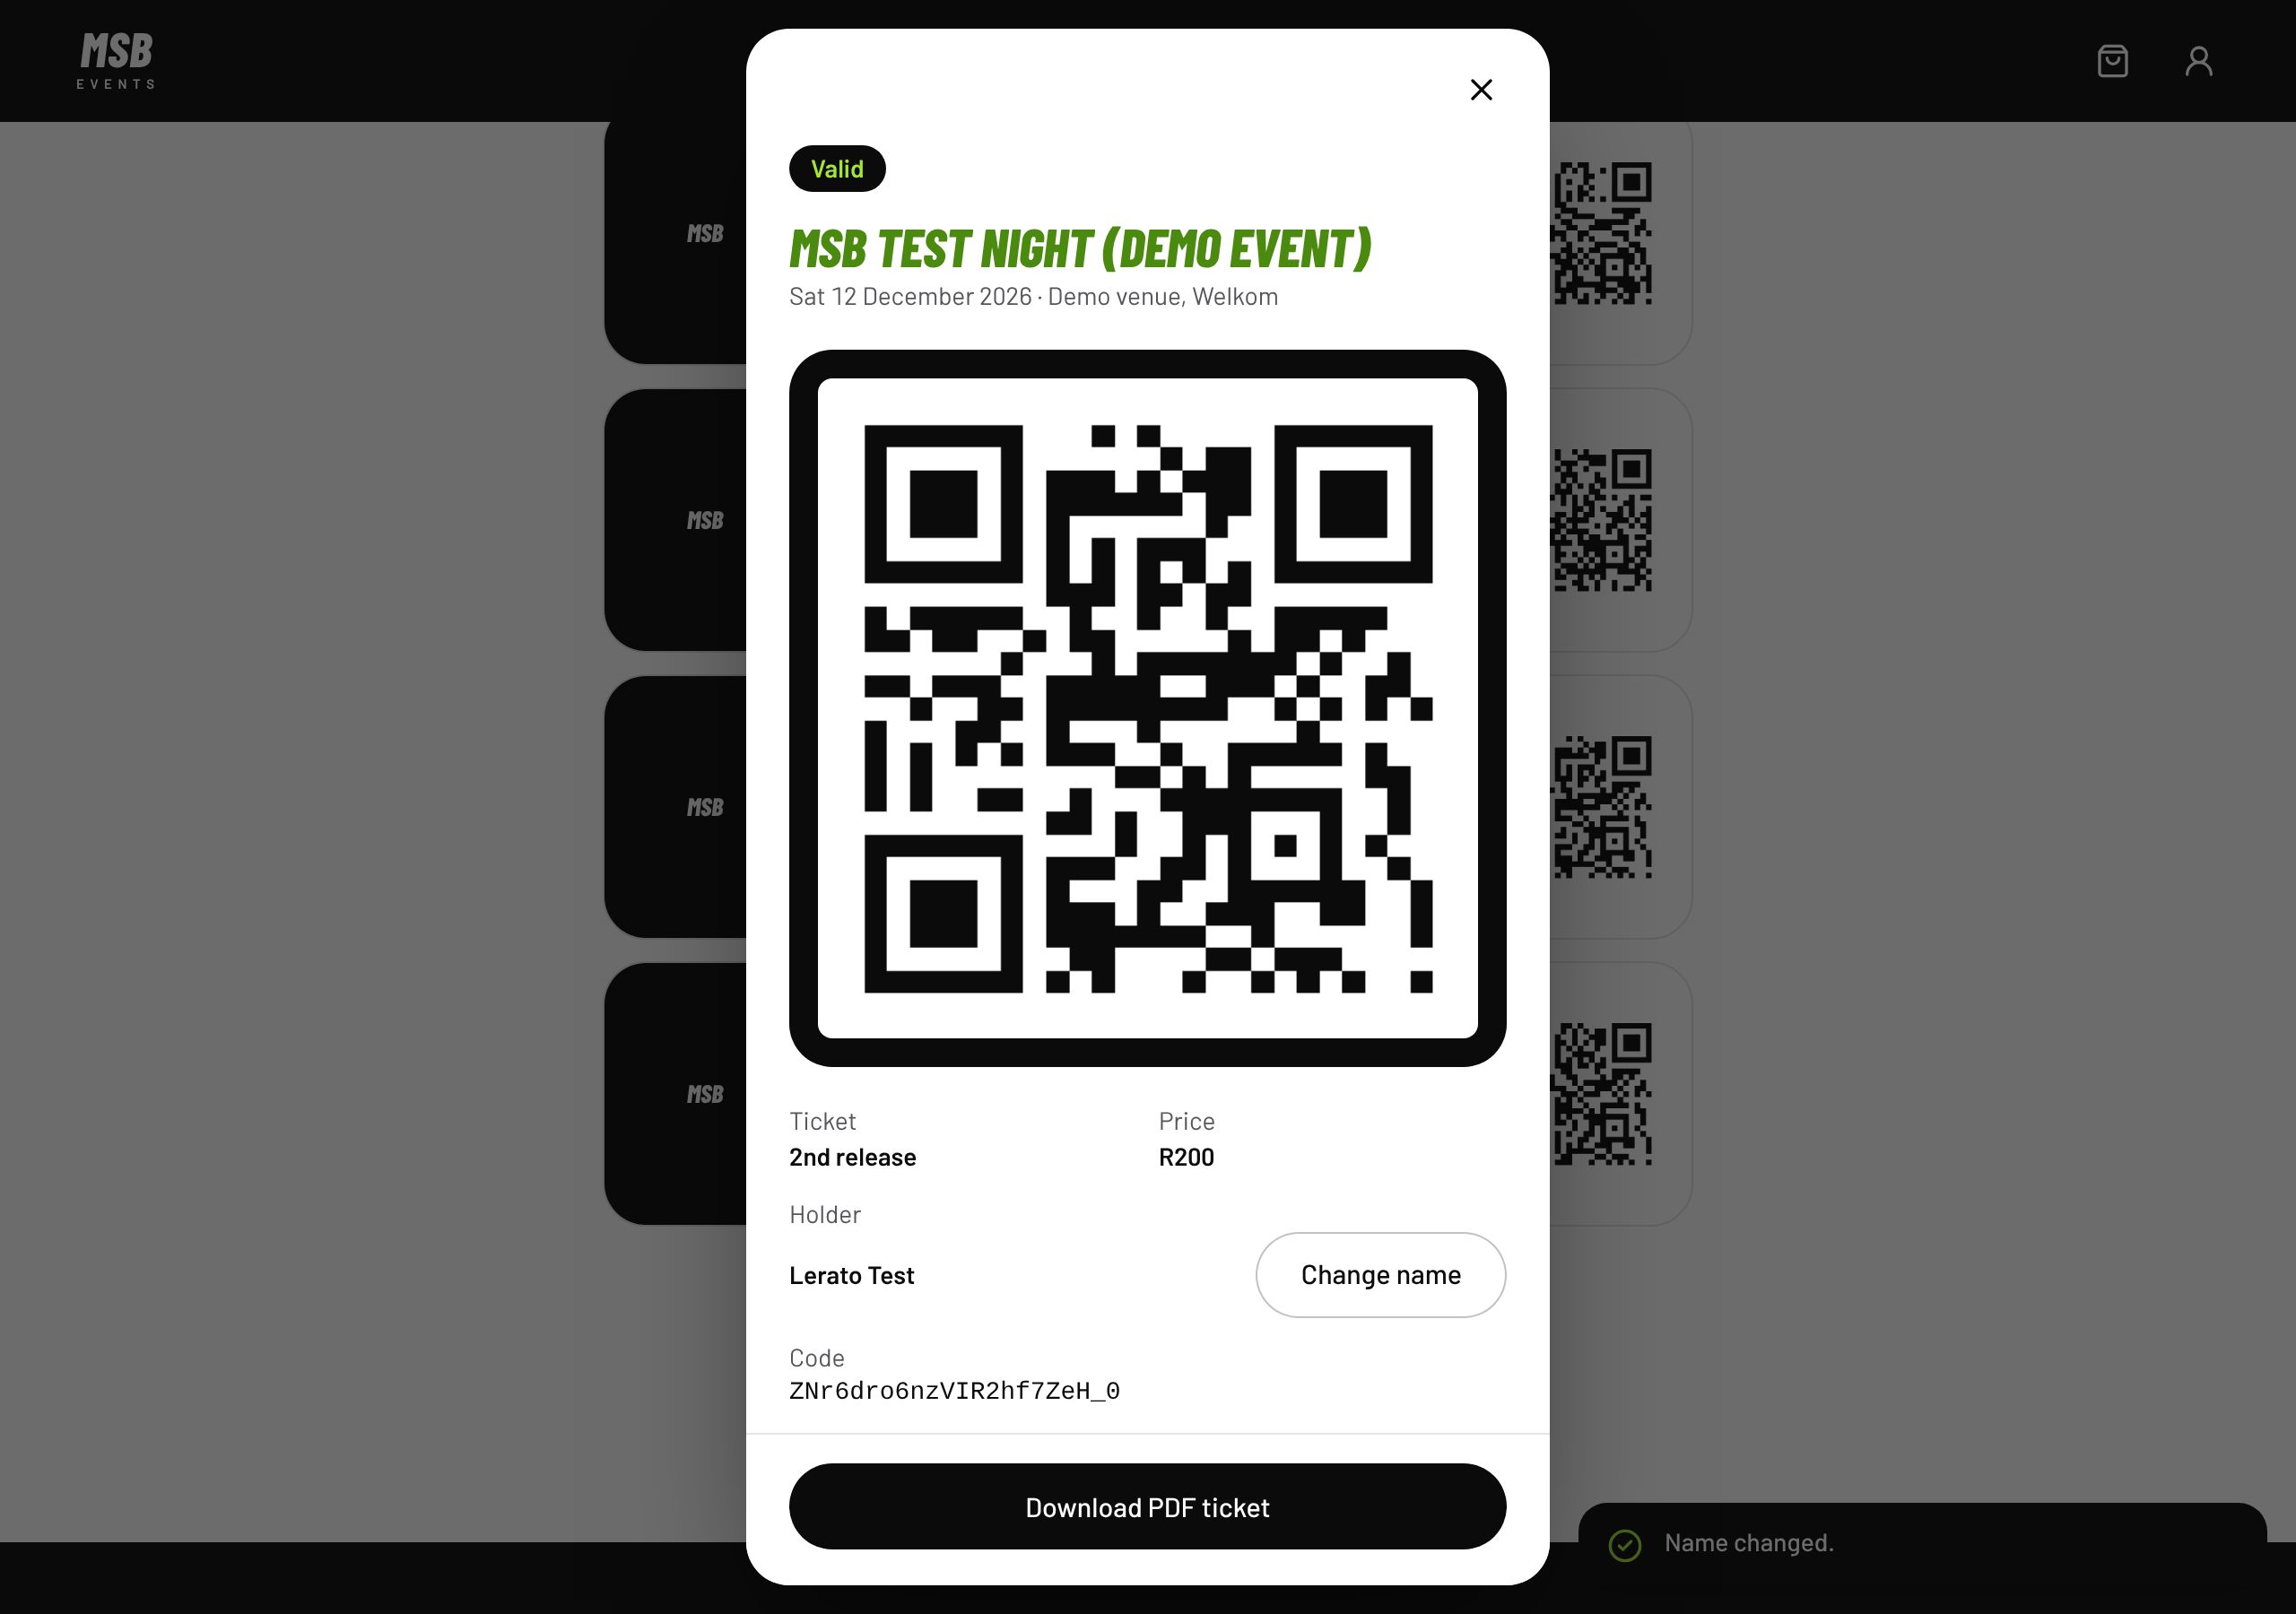 MSB
EVENTS
Valid
MSB TEST NIGHT (DEMO EVENT)
Sat 12 December 2026 · Demo venue, Welkom
MSB
MSB
MSB
MSB
Ticket
2nd release
Price
R200
Holder
Lerato Test
Change name
Code
ZNr6dro6nzVIR2hf7ZeH_0
Download PDF ticket
Name changed.